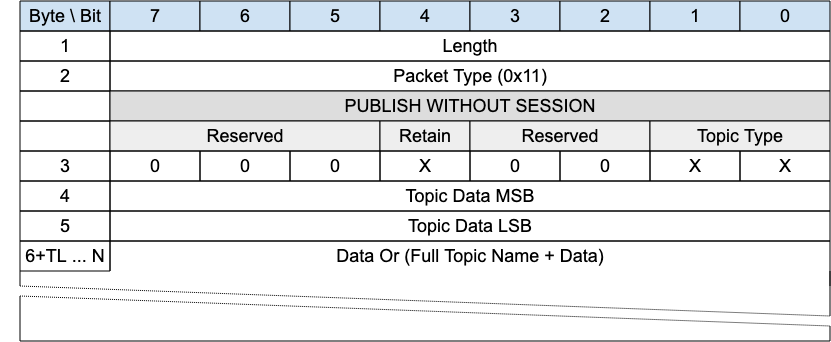 Byte \ Bit 7 6 5 4 3 2 1 0
1 Length
2 Packet Type (0x11)
PUBLISH WITHOUT SESSION
Reserved Retain Reserved Topic Type
3 0 0 0 X 0 0 X X
4 Topic Data MSB
5 Topic Data LSB
6+TL ... N Data Or (Full Topic Name + Data)